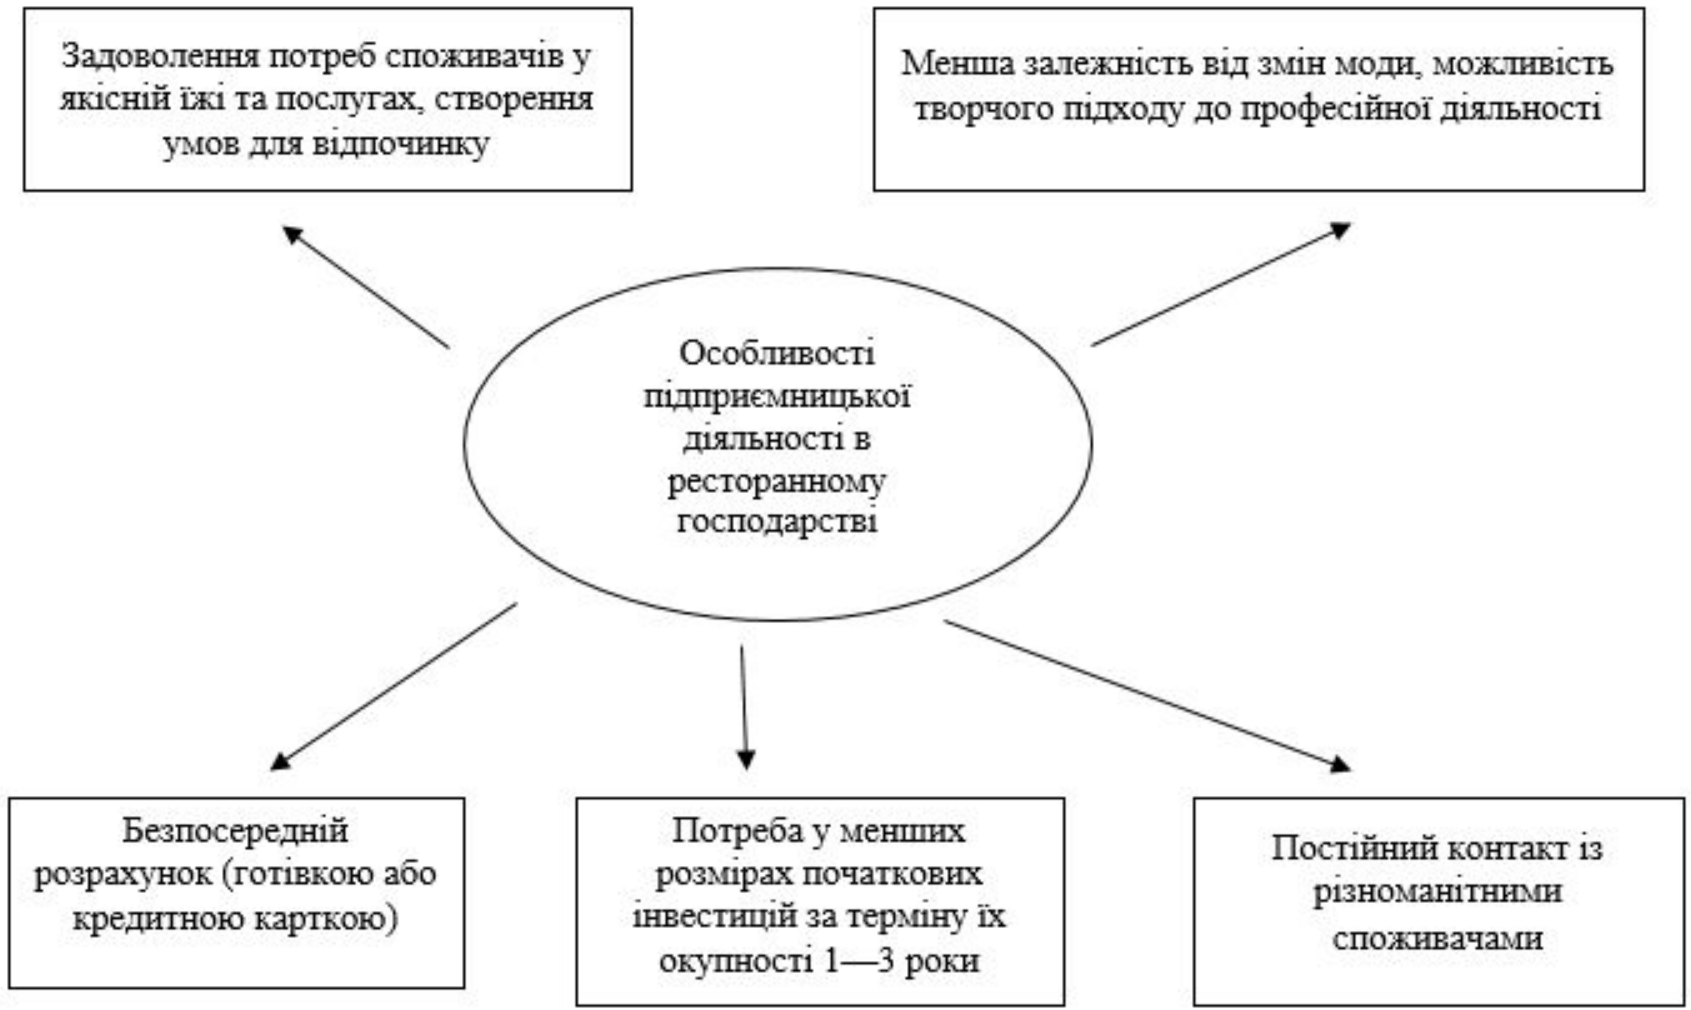 Задоволення потреб споживачів у
якісній їжі та послугах, створення
умов для відпочинку
Менша залежність від змін моди, можливість
творчого підходу до професійної діяльності
Особливості
підприємницької
діяльності в
ресторанному
господарстві
Безпосередній
розрахунок (готівкою або
кредитною карткою)
Потреба у менших
розмірах початкових
інвестицій за терміну їх
окупності 1—3 роки
Постійний контакт із
різноманітними
споживачами